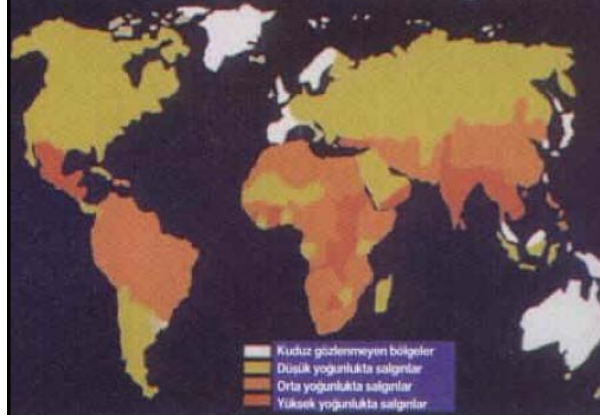 Kuduz gözlenmeyen bölgeler
Düşük yoğunlukta salgınlar
Orta yoğunlukta salgınlar
Yüksek yoğunlukta salgınlar